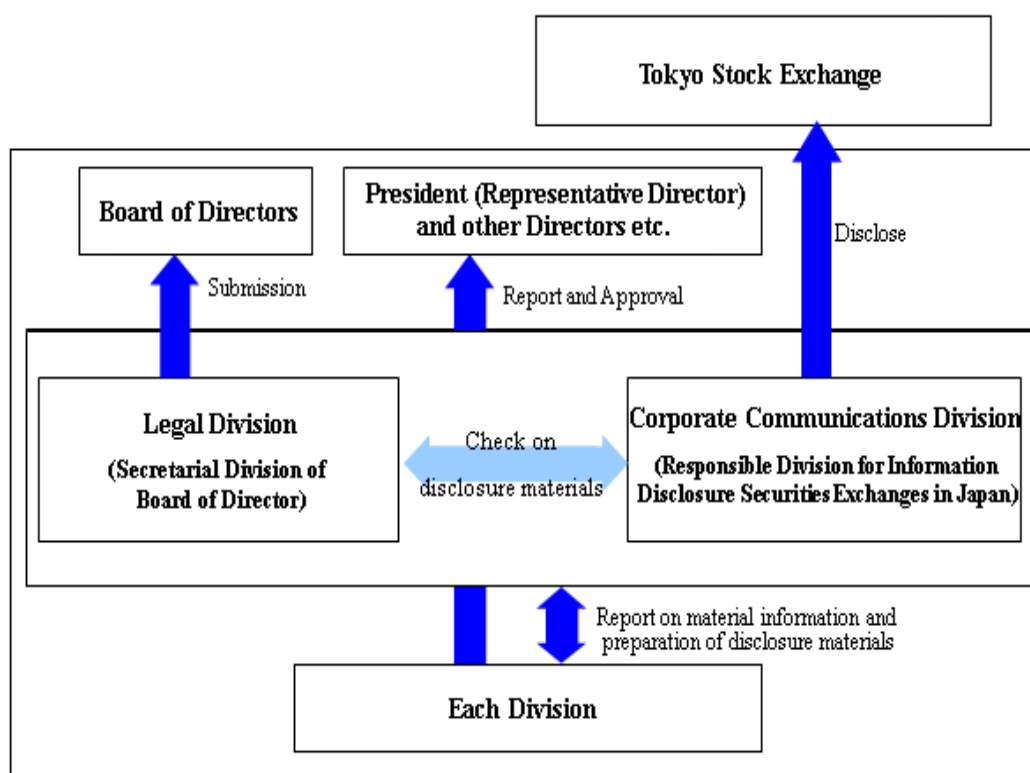 Tokyo Stock Exchange
Board of Directors
President (Representative Director)
and other Directors etc.
Disclose
Submission
Report and Approval
Legal Division
(Secretarial Division of
Board of Director)
Check on
disclosure materials
Corporate Communications Division
(Responsible Division for Information
Disclosure Securities Exchanges in Japan)
Report on material information and
preparation of disclosure materials
Each Division